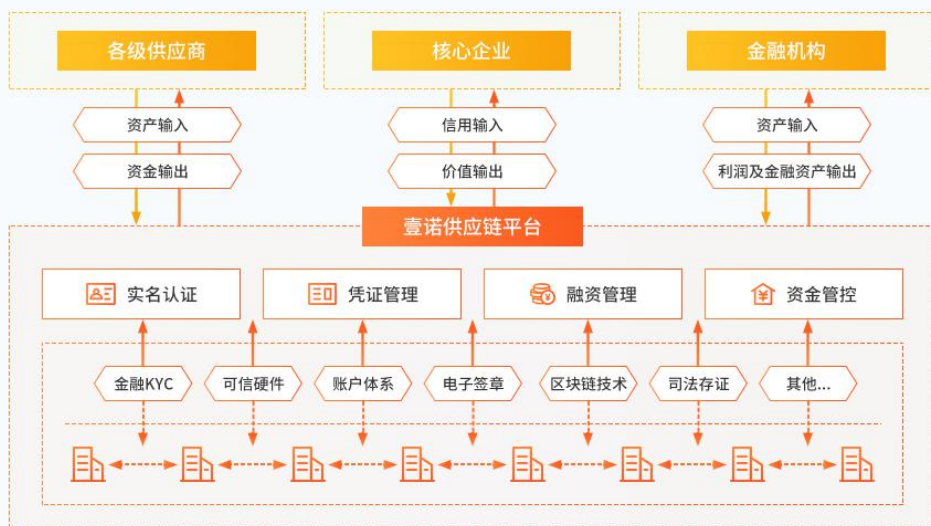 各级供应商
核心企业
金融机构
资产输入
信用输入
资产输入
资金输出
价值输出
利润及金融资产输出
壹诺供应链平台
实名认证
凭证管理
融资管理
资金管控
金融KYC
可信硬件
账户体系
电子签章
区块链技术
司法存证
其他...